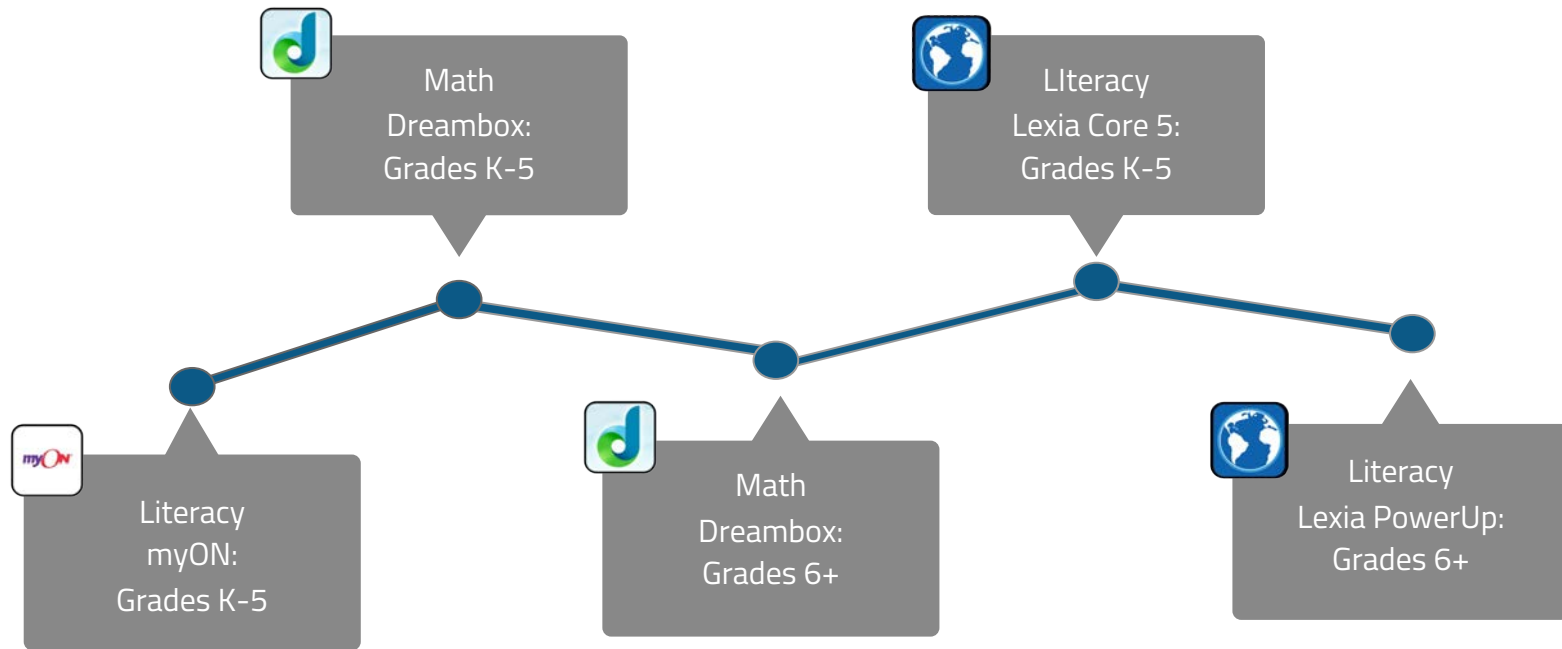 Math
Dreambox:
Grades K-5
LIteracy
Lexia Core 5:
Grades K-5
myON
Literacy
myON:
Grades K-5
Math
Dreambox:
Grades 6+
Literacy
Lexia PowerUp:
Grades 6+